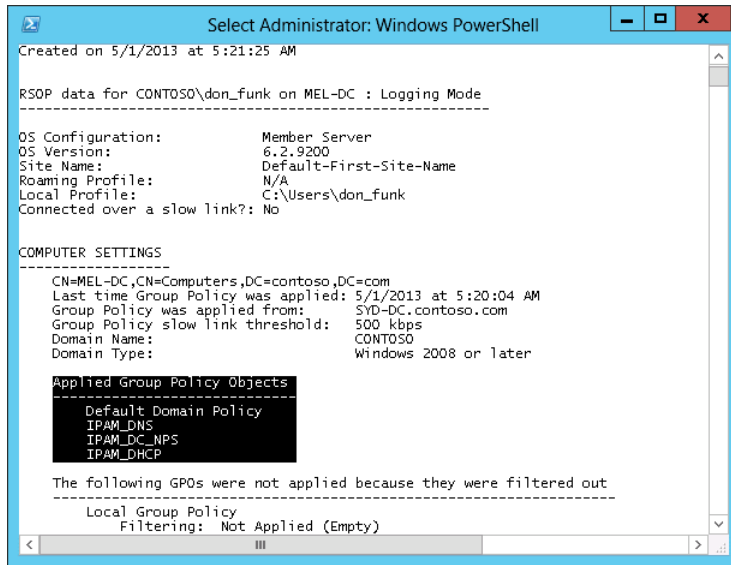 Select Administrator: Windows PowerShell
Created on 5/1/2013 at 5:21:25 AM
RSOP data for CONTOSO\don_funk on MEL-DC : Logging Mode
-------------------------------------------------------
OS Configuration: Member Server
OS Version: 6.2.9200
Site Name: Default-First-Site-Name
Roaming Profile: N/A
Local Profile: C:\Users\don_funk
Connected over a slow link?: No
COMPUTER SETTINGS
------------------
CN=MEL-DC,CN=Computers,DC=contoso,DC=com
Last time Group Policy was applied: 5/1/2013 at 5:20:04 AM
Group Policy was applied from: SYD-DC.contoso.com
Group Policy slow link threshold: 500 kbps
Domain Name: CONTOSO
Domain Type: Windows 2008 or later
Applied Group Policy Objects
-----------------------------
Default Domain Policy
IPAM_DNS
IPAM_DC_NPS
IPAM_DHCP
The following GPOs were not applied because they were filtered out
-------------------------------------------------------------------
Local Group Policy
Filtering: Not Applied (Empty)